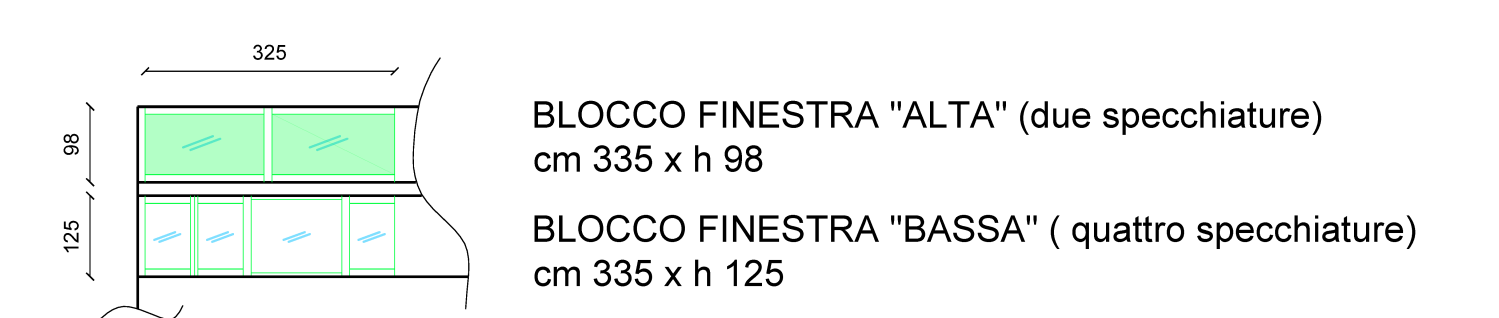 325
98
125
BLOCCO FINESTRA "ALTA" (due specchiature)
cm 335 x h 98
BLOCCO FINESTRA "BASSA" ( quattro specchiature)
cm 335 x h 125